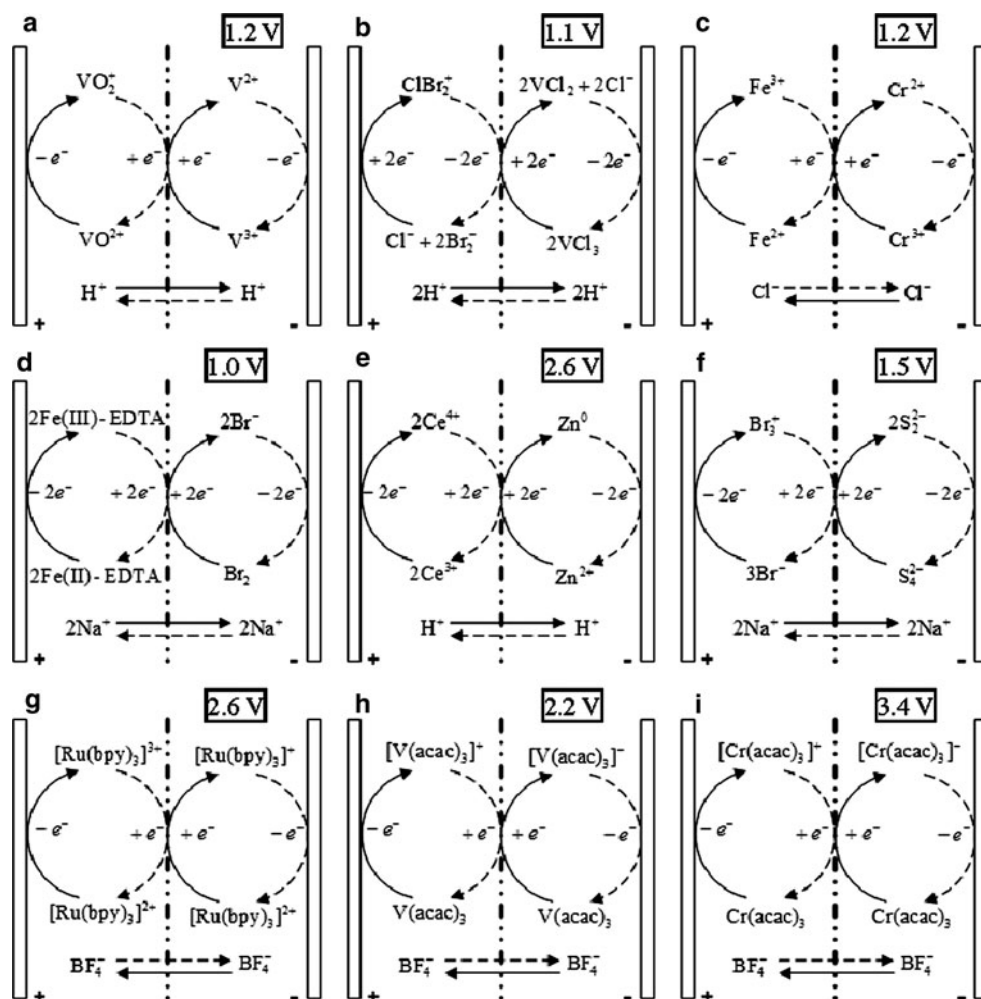 a 1.2 V
VO₂⁺ V²⁺
−e⁻ +e⁻ +e⁻ −e⁻
VO²⁺ V³⁺
H⁺ H⁺
+ -
b 1.1 V
ClBr₂⁺ 2VCl₂ + 2Cl⁻
+2e⁻ −2e⁻ +2e⁻ −2e⁻
Cl⁻ + 2Br₂⁻ 2VCl₃
2H⁺ 2H⁺
+ -
c 1.2 V
Fe³⁺ Cr²⁺
−e⁻ +e⁻ +e⁻ −e⁻
Fe²⁺ Cr³⁺
Cl⁻ Cl⁻
+ -
d 1.0 V
2Fe(III)-EDTA 2Br⁻
−2e⁻ +2e⁻ +2e⁻ −2e⁻
2Fe(II)-EDTA Br₂
2Na⁺ 2Na⁺
+ -
e 2.6 V
2Ce⁴⁺ Zn⁰
−2e⁻ +2e⁻ +2e⁻ −2e⁻
2Ce³⁺ Zn²⁺
H⁺ H⁺
+ -
f 1.5 V
Br₃⁺ 2S₂²⁻
−2e⁻ +2e⁻ +2e⁻ −2e⁻
3Br⁻ S₄²⁻
2Na⁺ 2Na⁺
+ -
g 2.6 V
[Ru(bpy)₃]³⁺ [Ru(bpy)₃]⁺
−e⁻ +e⁻ +e⁻ −e⁻
[Ru(bpy)₃]²⁺ [Ru(bpy)₃]²⁺
BF₄⁻ BF₄⁻
+ -
h 2.2 V
[V(acac)₃]⁺ [V(acac)₃]⁻
−e⁻ +e⁻ +e⁻ −e⁻
V(acac)₃ V(acac)₃
BF₄⁻ BF₄⁻
+ -
i 3.4 V
[Cr(acac)₃]⁺ [Cr(acac)₃]⁻
−e⁻ +e⁻ +e⁻ −e⁻
Cr(acac)₃ Cr(acac)₃
BF₄⁻ BF₄⁻
+ -